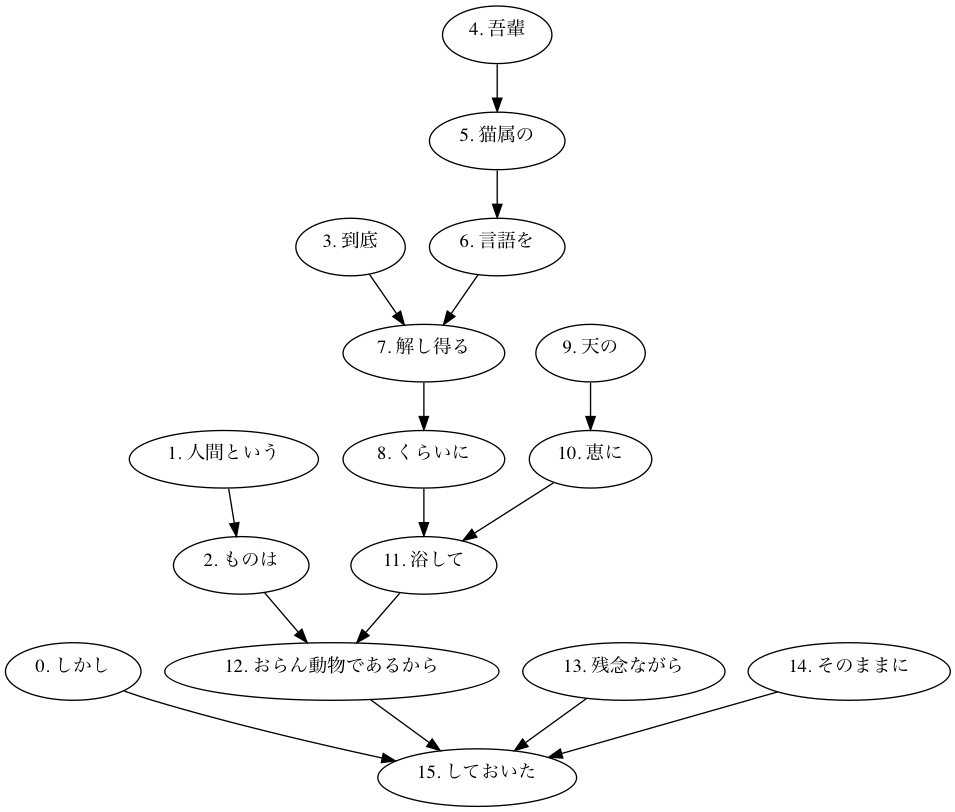 4. 吾輩
5. 猫属の
3. 到底
6. 言語を
7. 解し得る
9. 天の
1. 人間という
8. くらいに
10. 恵に
2. ものは
11. 浴して
0. しかし
12. おらん動物であるから
13. 残念ながら
14. そのままに
15. しておいた